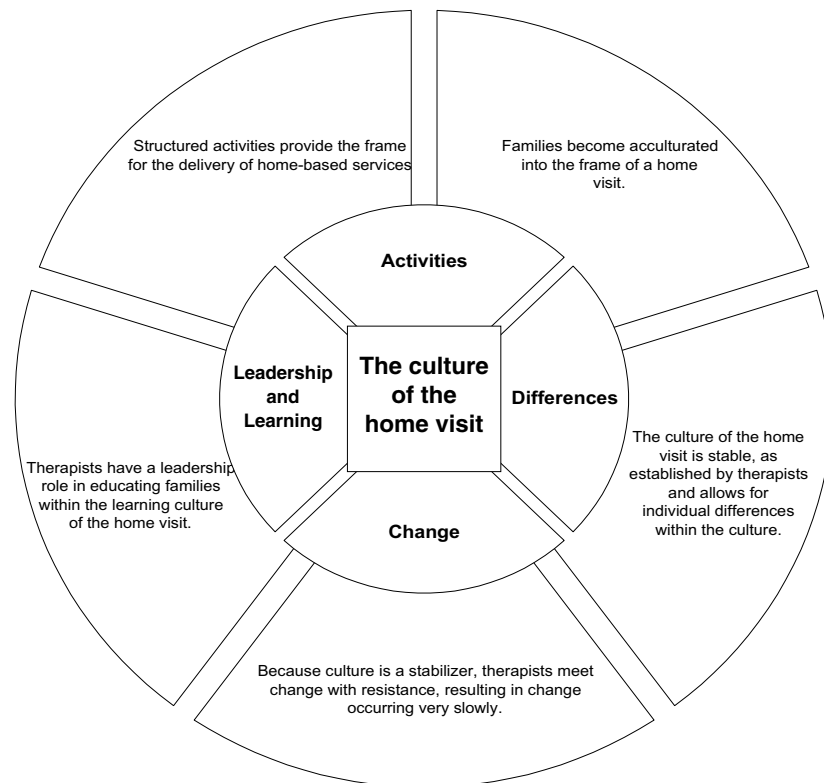 Structured activities provide the frame
for the delivery of home-based services
Families become acculturated
into the frame of a home
visit.
Activities
Leadership
and
Learning
The culture
of the
home visit
Differences
Change
Therapists have a leadership
role in educating families
within the learning culture
of the home visit.
The culture of the home
visit is stable, as
established by therapists
and allows for
individual differences
within the culture.
Because culture is a stabilizer, therapists meet
change with resistance, resulting in change
occurring very slowly.